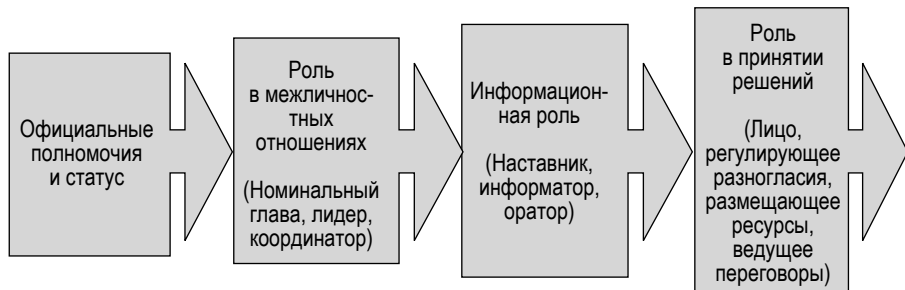 Официальные
полномочия
и статус
Роль
в межличнос-
тных
отношениях
(Номинальный
глава, лидер,
координатор)
Информацион-
ная роль
(Наставник,
информатор,
оратор)
Роль
в принятии
решений
(Лицо,
регулирующее
разногласия,
размещающее
ресурсы,
ведущее
переговоры)